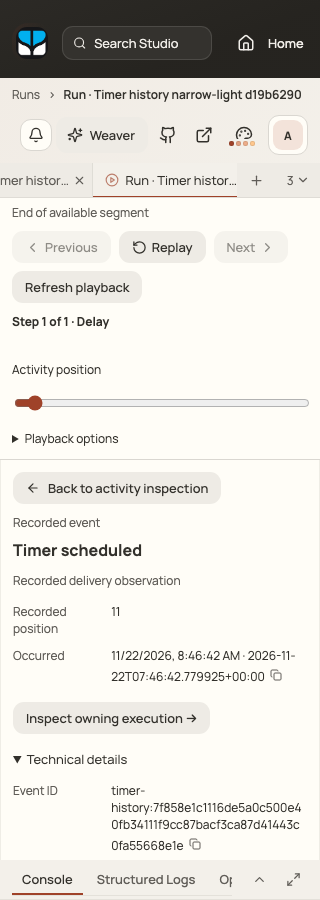 Search Studio
Home
Runs › Run · Timer history narrow-light d19b6290
Weaver
A
mer histor... × Run · Timer histor... + 3
End of available segment
Previous Replay Next
Refresh playback
Step 1 of 1 · Delay
Activity position
Playback options
Back to activity inspection
Recorded event
Timer scheduled
Recorded delivery observation
Recorded position 11
Occurred 11/22/2026, 8:46:42 AM · 2026-11-
22T07:46:42.779925+00:00
Inspect owning execution →
Technical details
Event ID timer-
history:7f858e1c1116de5a0c500e4
0fb34111f9cc87bacf3ca87d41443c
0fa55668e1e
Console Structured Logs